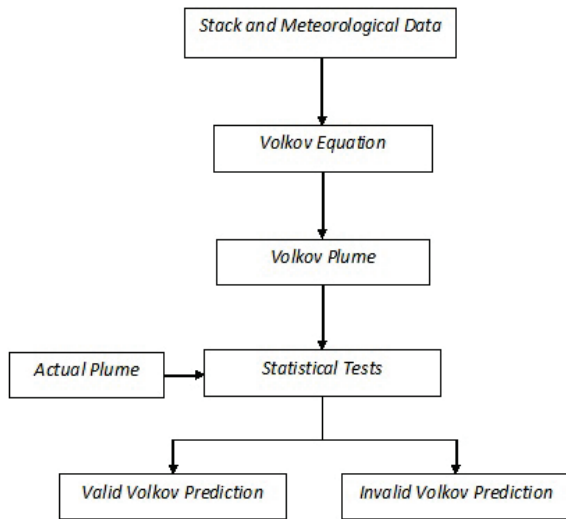 Stack and Meteorological Data
Volkov Equation
Volkov Plume
Actual Plume
Statistical Tests
Valid Volkov Prediction
Invalid Volkov Prediction